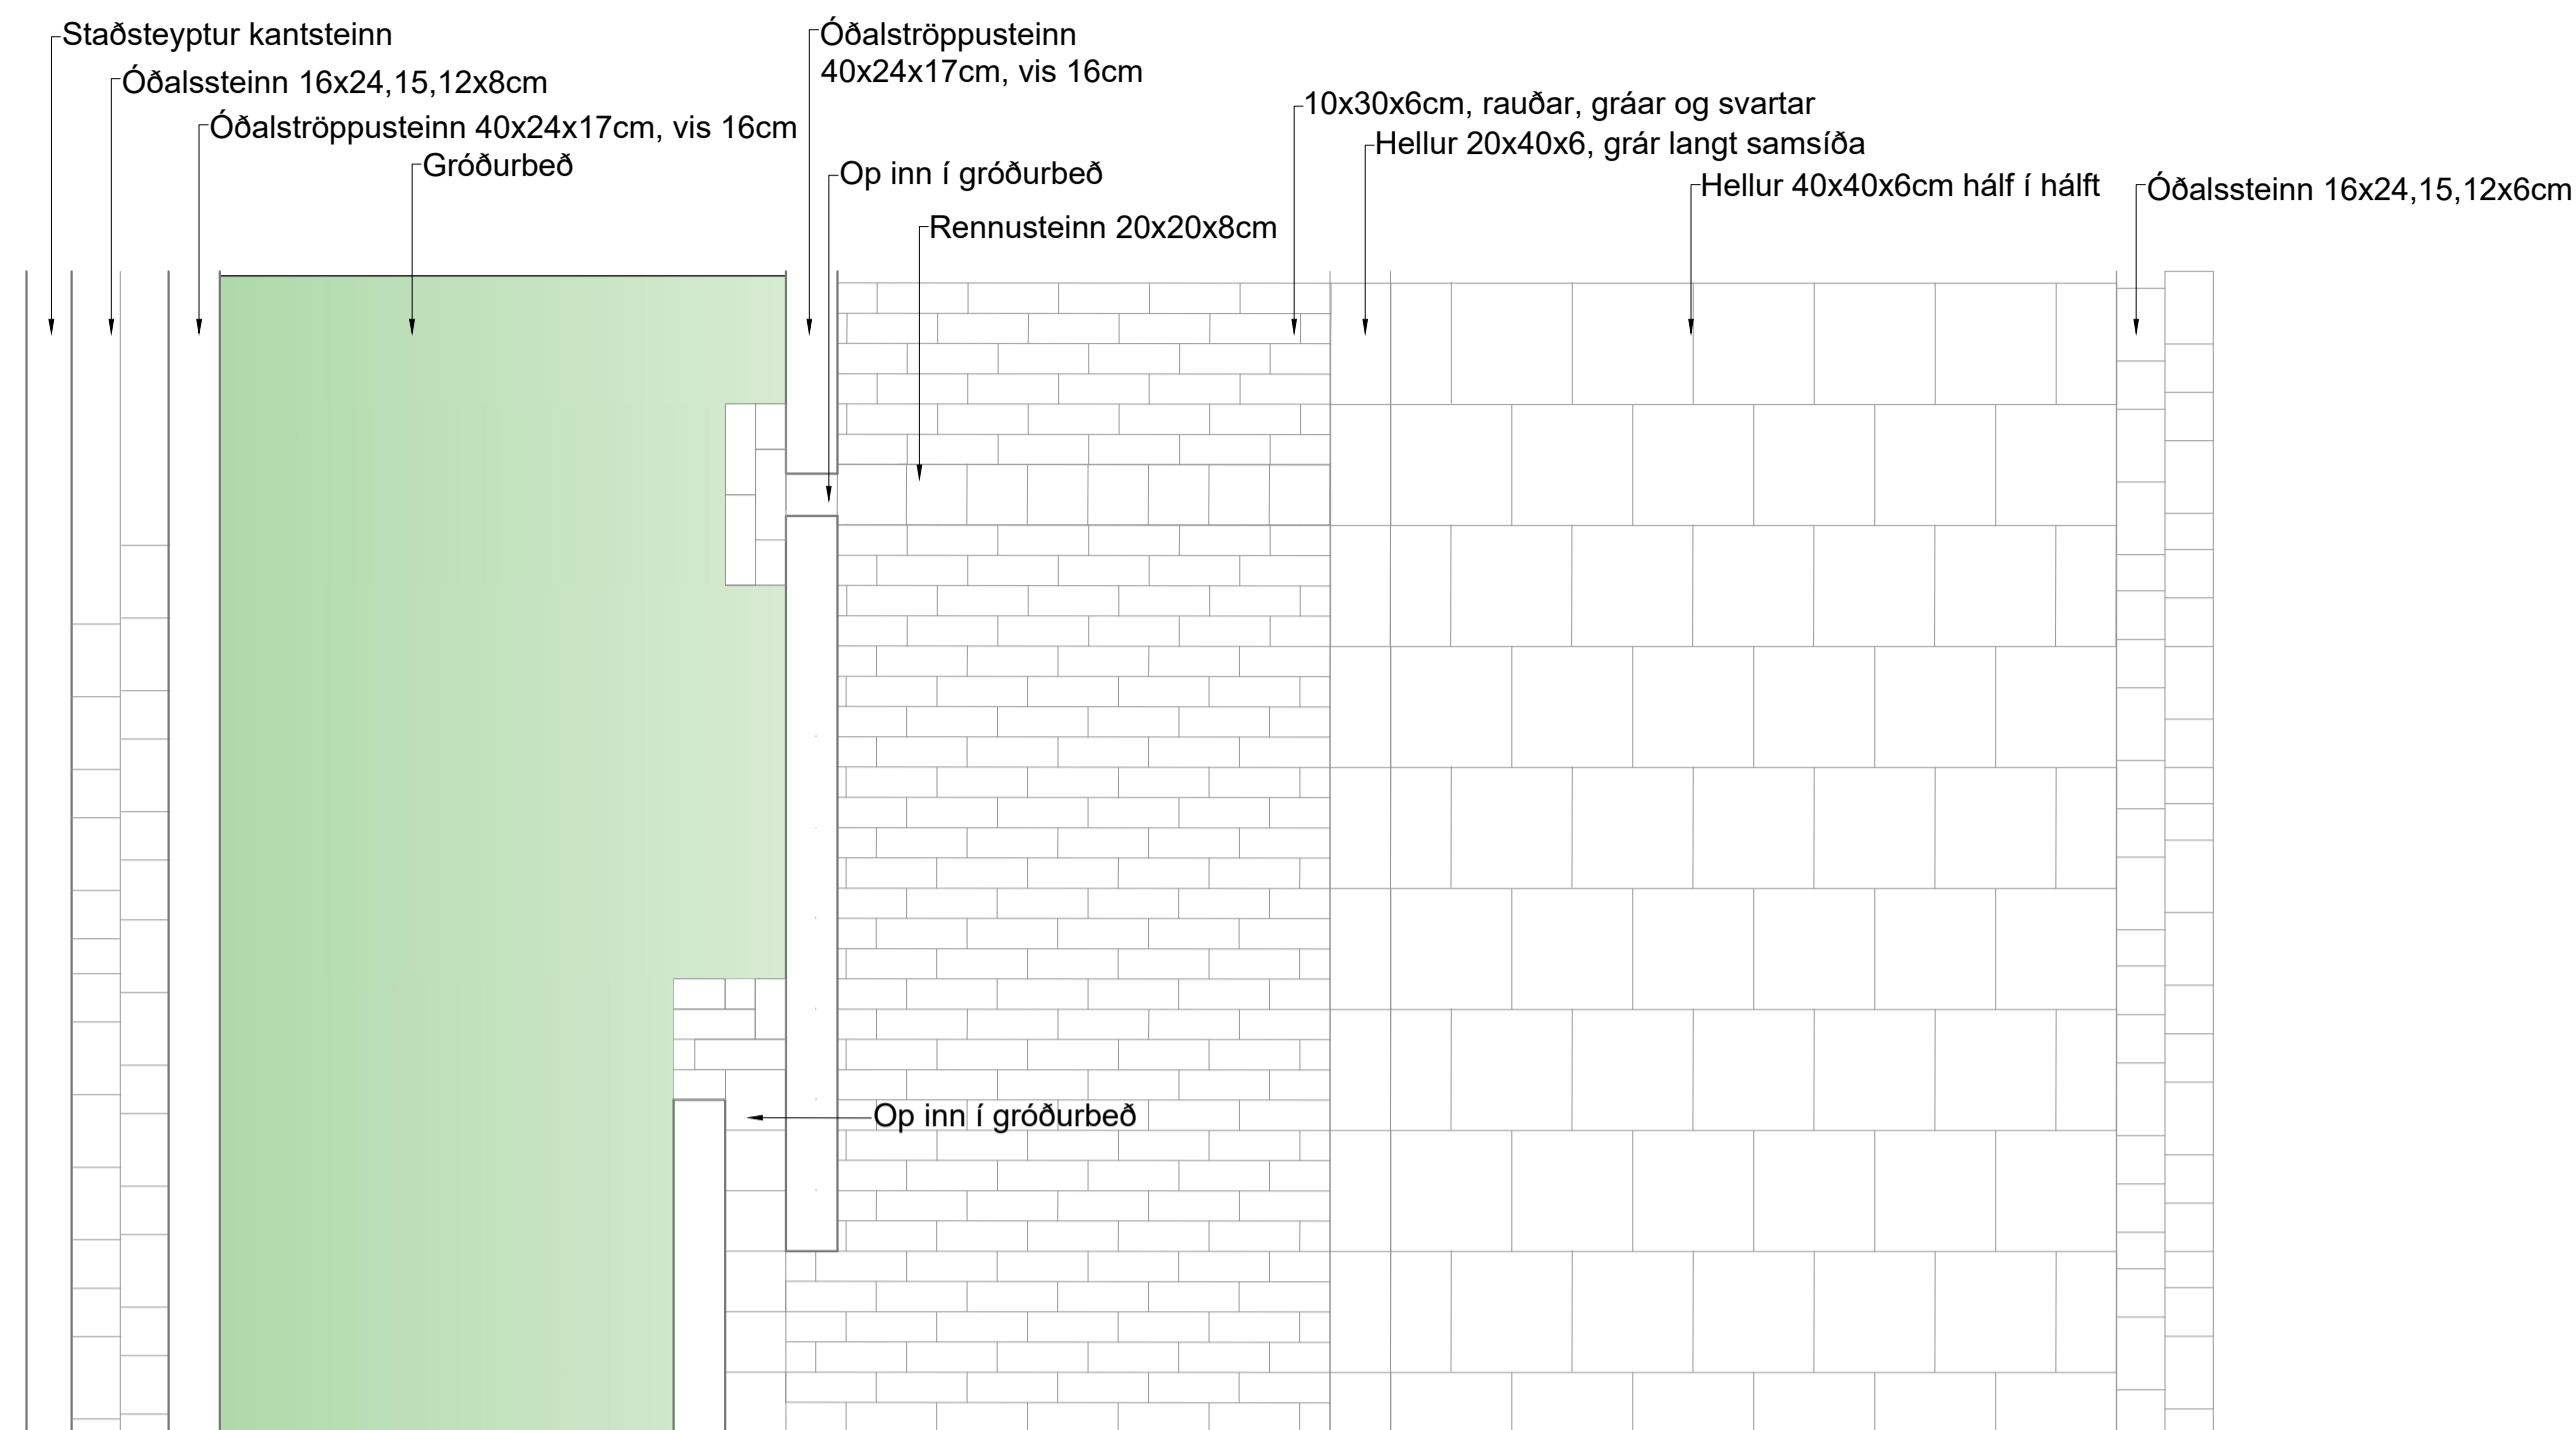 Staðsteyptur kantsteinn
Óðalssteinn 16x24,15,12x8cm
Óðalströppusteinn 40x24x17cm, vis 16cm
Gróðurbeð
Óðalströppusteinn
40x24x17cm, vis 16cm
Op inn í gróðurbeð
Rennusteinn 20x20x8cm
10x30x6cm, rauðar, gráar og svartar
Hellur 20x40x6, grár langt samsíða
Hellur 40x40x6cm hálf í hálft
Óðalssteinn 16x24,15,12x6cm
Op inn í gróðurbeð